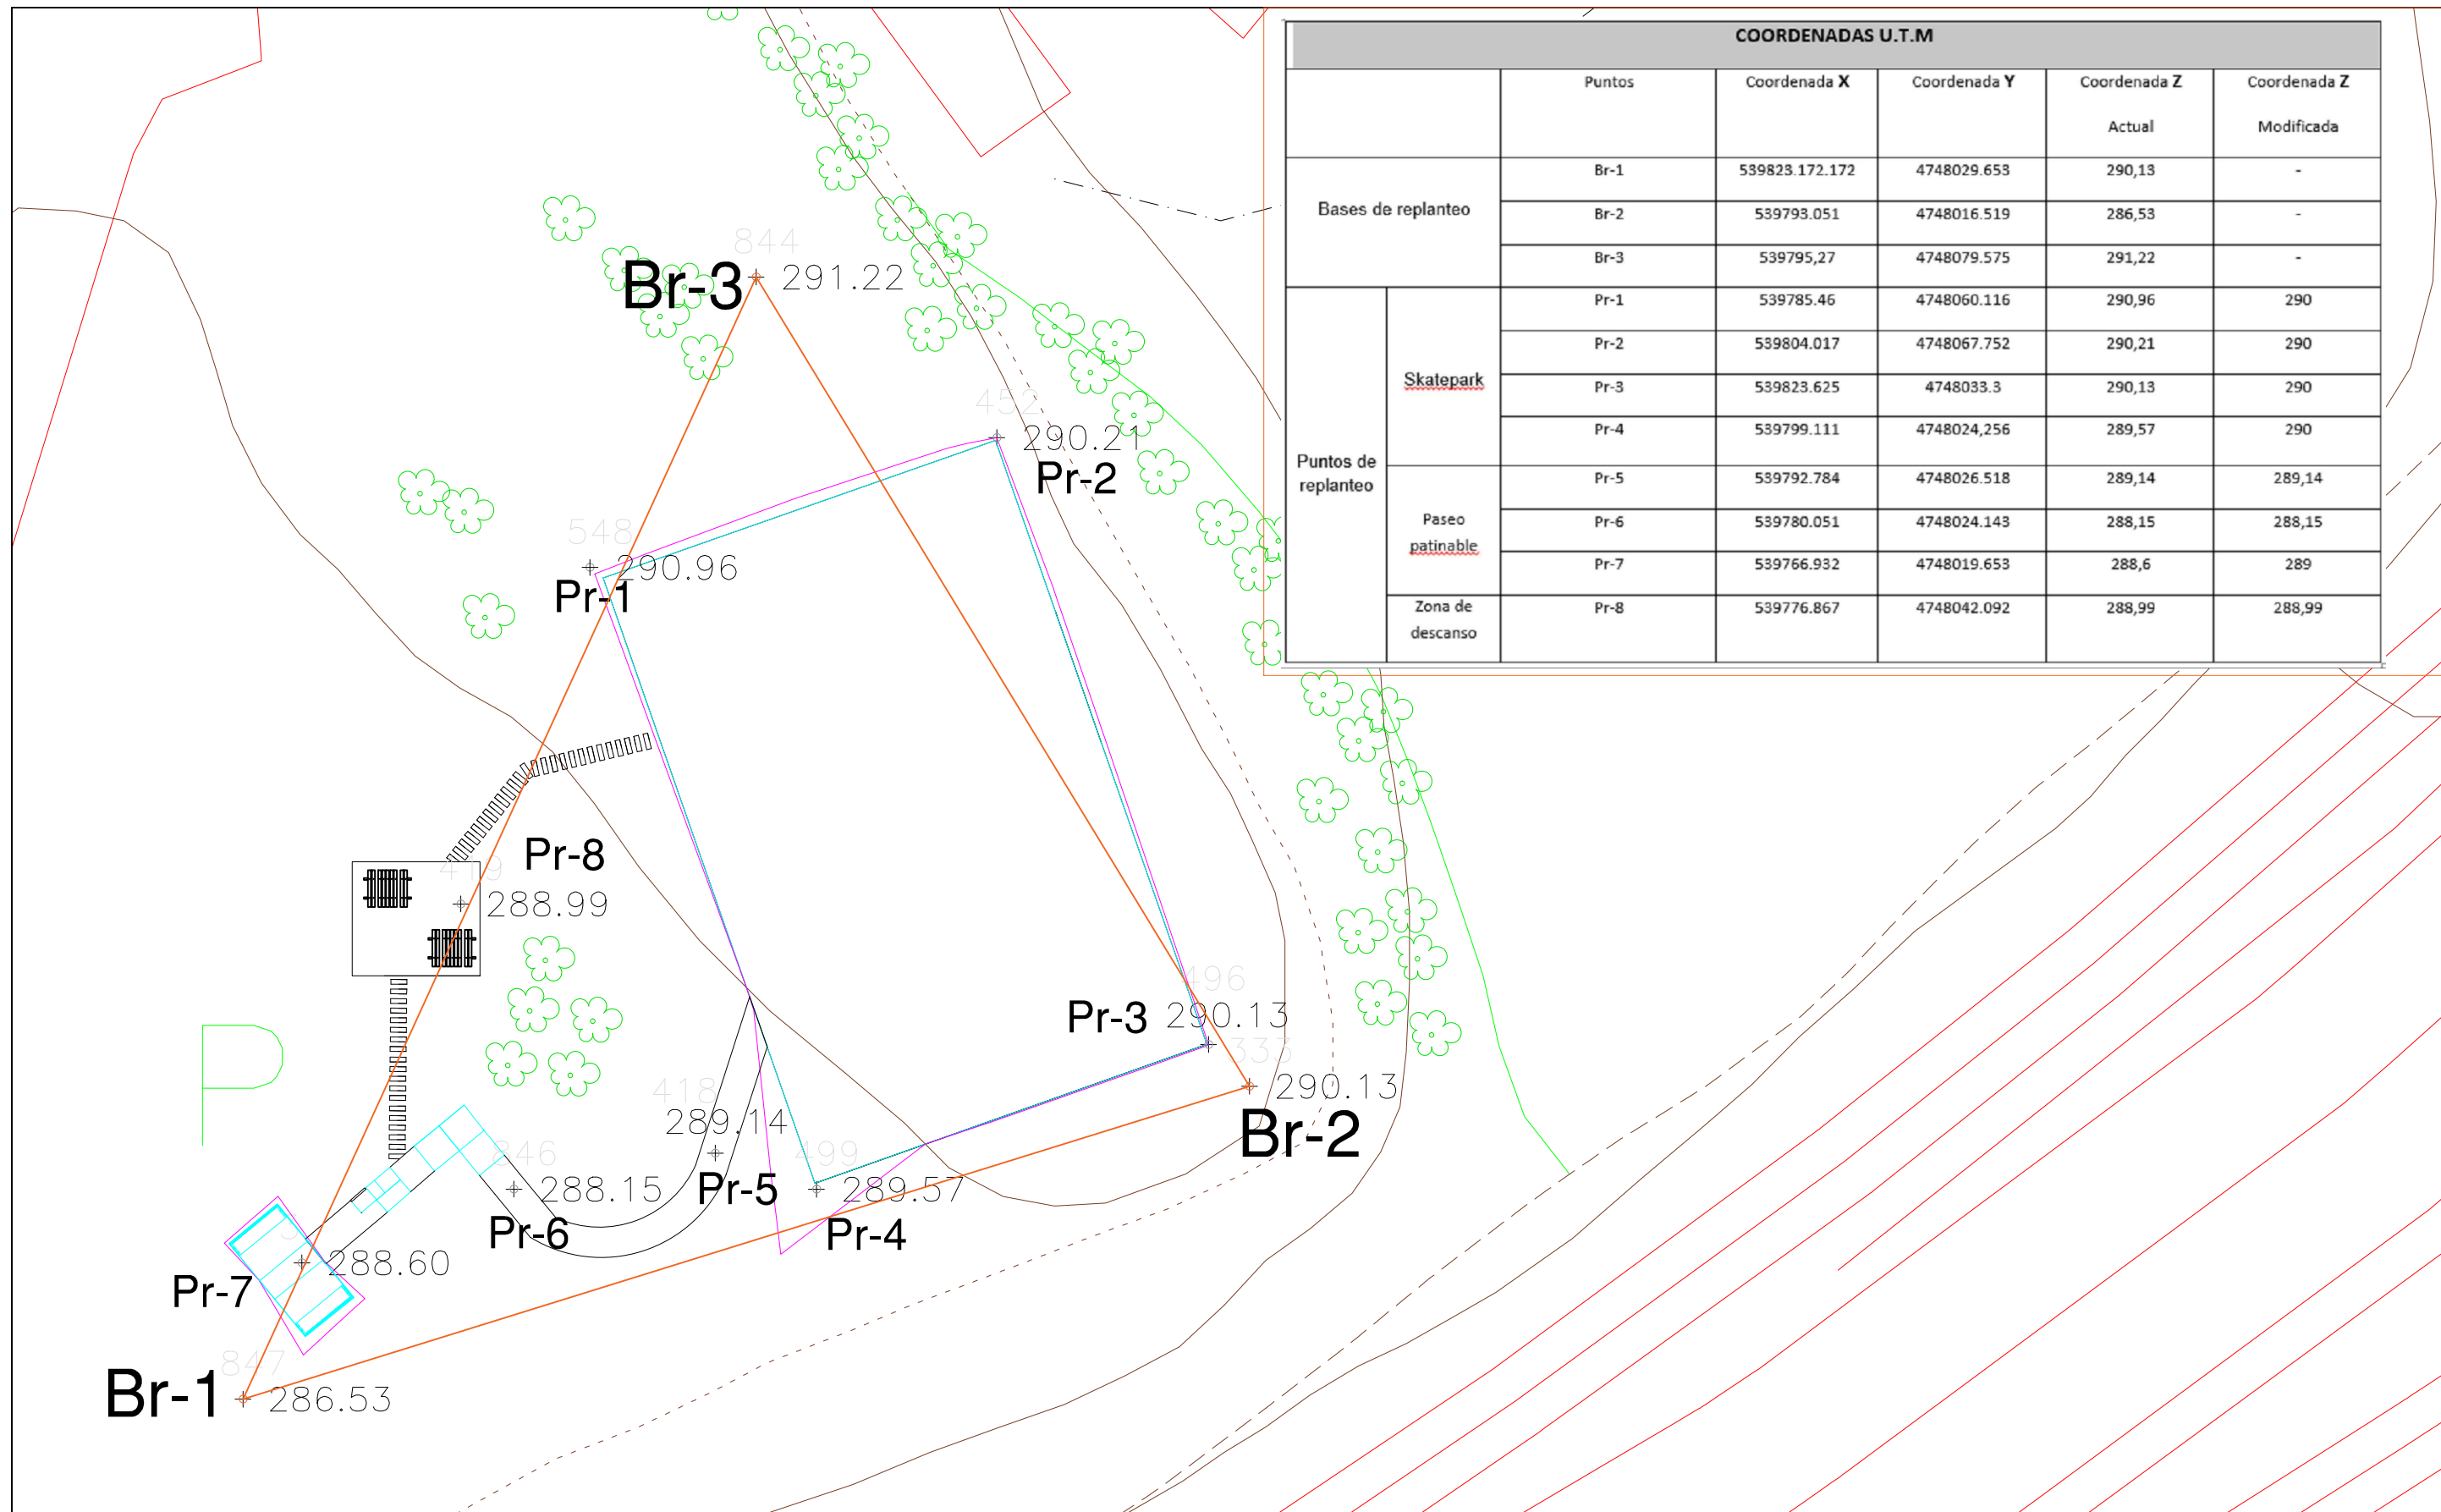 COORDENADAS U.T.M
Puntos Coordenada X Coordenada Y Coordenada Z Coordenada Z
Actual Modificada
Bases de replanteo
Br-1 539823.172.172 4748029.653 290,13 -
Br-2 539793.051 4748016.519 286,53 -
Br-3 539795,27 4748079.575 291,22 -
Puntos de
replanteo
Skatepark
Pr-1 539785.46 4748060.116 290,96 290
Pr-2 539804.017 4748067.752 290,21 290
Pr-3 539823.625 4748033.3 290,13 290
Pr-4 539799.111 4748024,256 289,57 290
Paseo
patinable
Pr-5 539792.784 4748026.518 289,14 289,14
Pr-6 539780.051 4748024.143 288,15 288,15
Pr-7 539766.932 4748019.653 288,6 289
Zona de
descanso
Pr-8 539776.867 4748042.092 288,99 288,99
844
Br-3 291.22
452
290.21
Pr-2
548
290.96
Pr-1
Pr-8
419
288.99
496
Pr-3 290.13
333
290.13
Br-2
P
418
289.14
846
499
288.15
Pr-5
289.57
Pr-6
Pr-4
288.60
Pr-7
847
Br-1 286.53